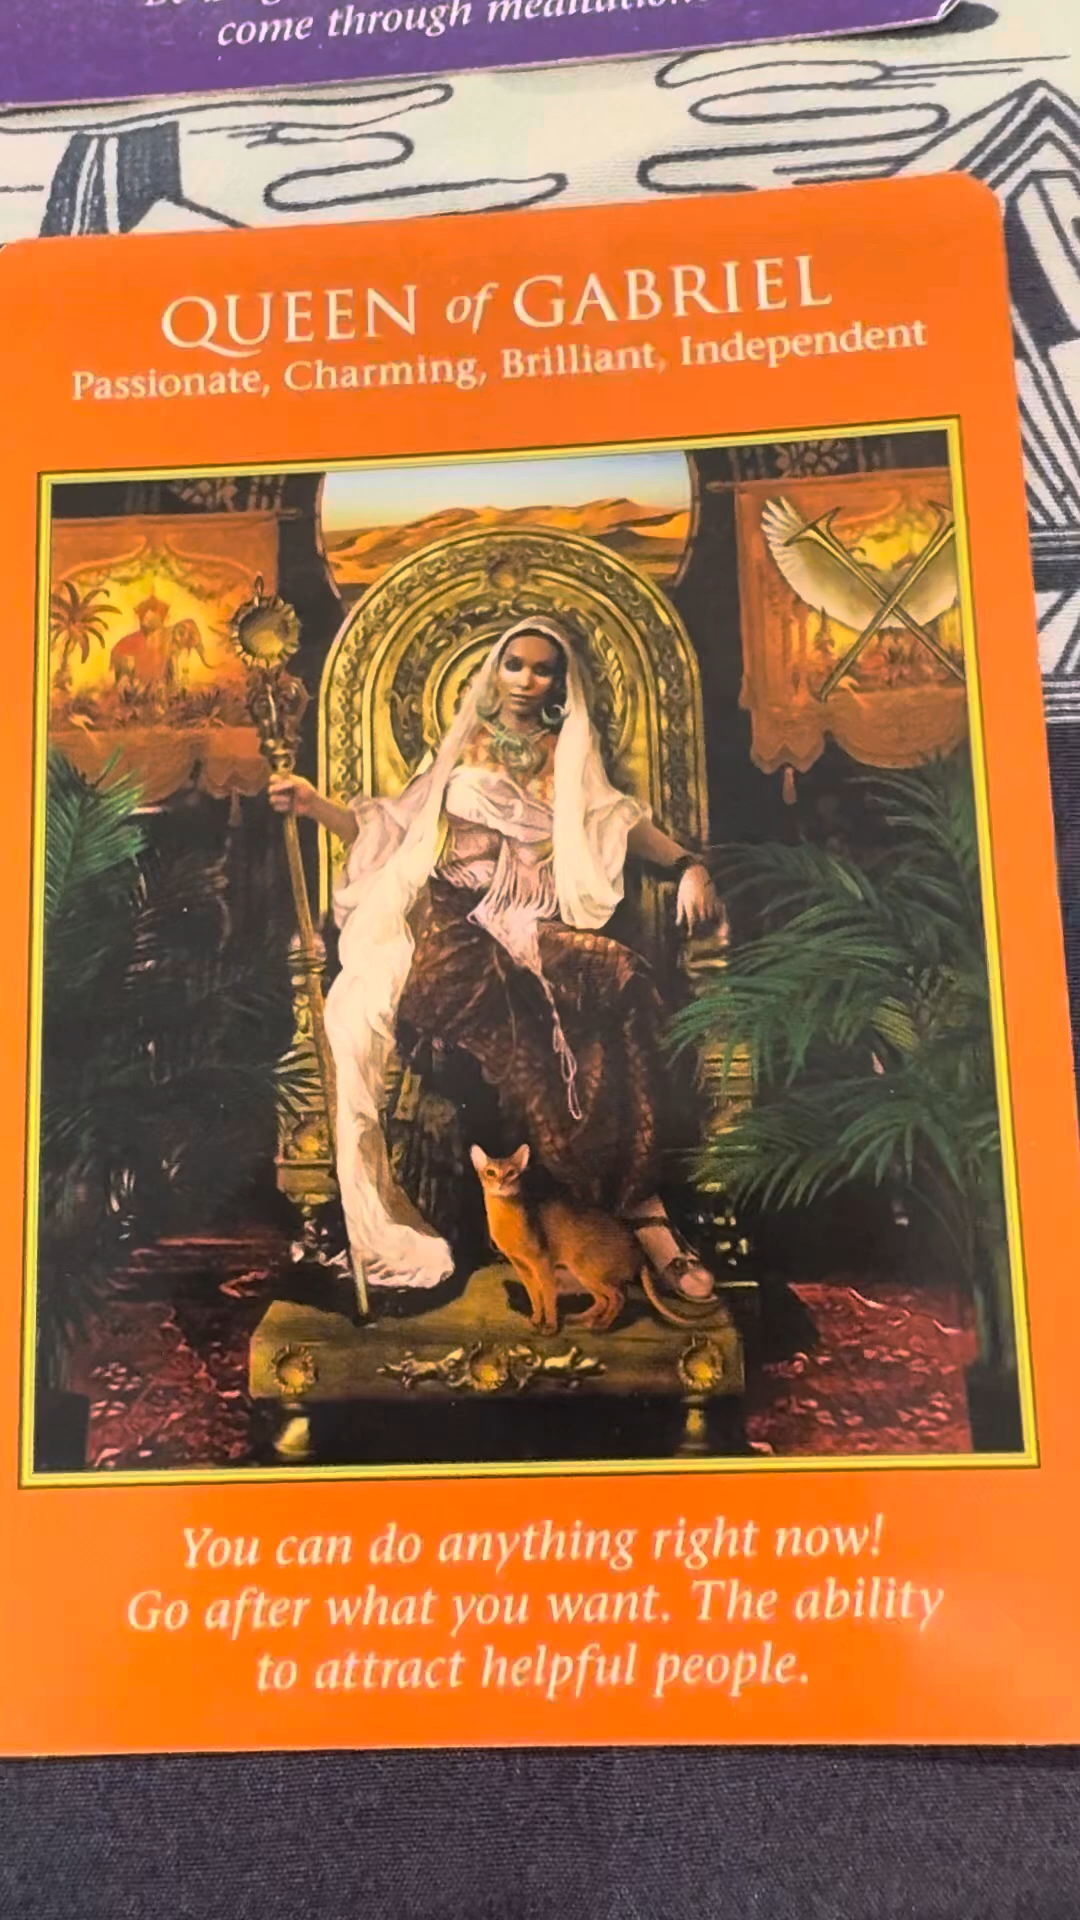 come through meditation.
QUEEN of GABRIEL
Passionate, Charming, Brilliant, Independent
You can do anything right now!
Go after what you want. The ability
to attract helpful people.